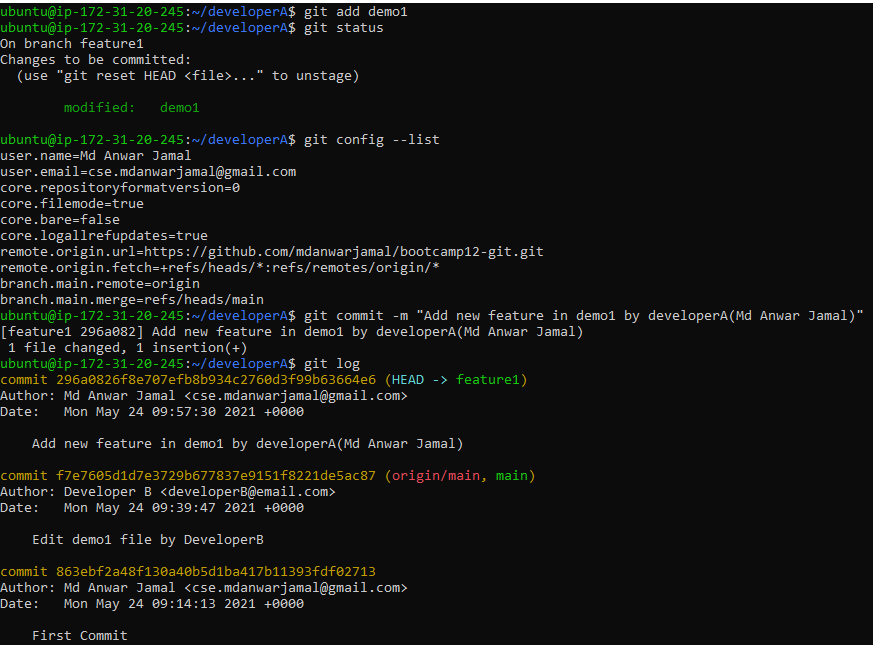 ubuntu@ip-172-31-20-245:~/developerA$ git add demo1
ubuntu@ip-172-31-20-245:~/developerA$ git status
On branch feature1
Changes to be committed:
  (use "git reset HEAD <file>..." to unstage)
        modified:   demo1
ubuntu@ip-172-31-20-245:~/developerA$ git config --list
user.name=Md Anwar Jamal
user.email=cse.mdanwarjamal@gmail.com
core.repositoryformatversion=0
core.filemode=true
core.bare=false
core.logallrefupdates=true
remote.origin.url=https://github.com/mdanwarjamal/bootcamp12-git.git
remote.origin.fetch=+refs/heads/*:refs/remotes/origin/*
branch.main.remote=origin
branch.main.merge=refs/heads/main
ubuntu@ip-172-31-20-245:~/developerA$ git commit -m "Add new feature in demo1 by developerA(Md Anwar Jamal)"
[feature1 296a082] Add new feature in demo1 by developerA(Md Anwar Jamal)
 1 file changed, 1 insertion(+)
ubuntu@ip-172-31-20-245:~/developerA$ git log
commit 296a0826f8e707efb8b934c2760d3f99b63664e6 (HEAD -> feature1)
Author: Md Anwar Jamal <cse.mdanwarjamal@gmail.com>
Date:   Mon May 24 09:57:30 2021 +0000
    Add new feature in demo1 by developerA(Md Anwar Jamal)
commit f7e7605d1d7e3729b677837e9151f8221de5ac87 (origin/main, main)
Author: Developer B <developerB@email.com>
Date:   Mon May 24 09:39:47 2021 +0000
    Edit demo1 file by DeveloperB
commit 863ebf2a48f130a40b5d1ba417b11393fdf02713
Author: Md Anwar Jamal <cse.mdanwarjamal@gmail.com>
Date:   Mon May 24 09:14:13 2021 +0000
    First Commit